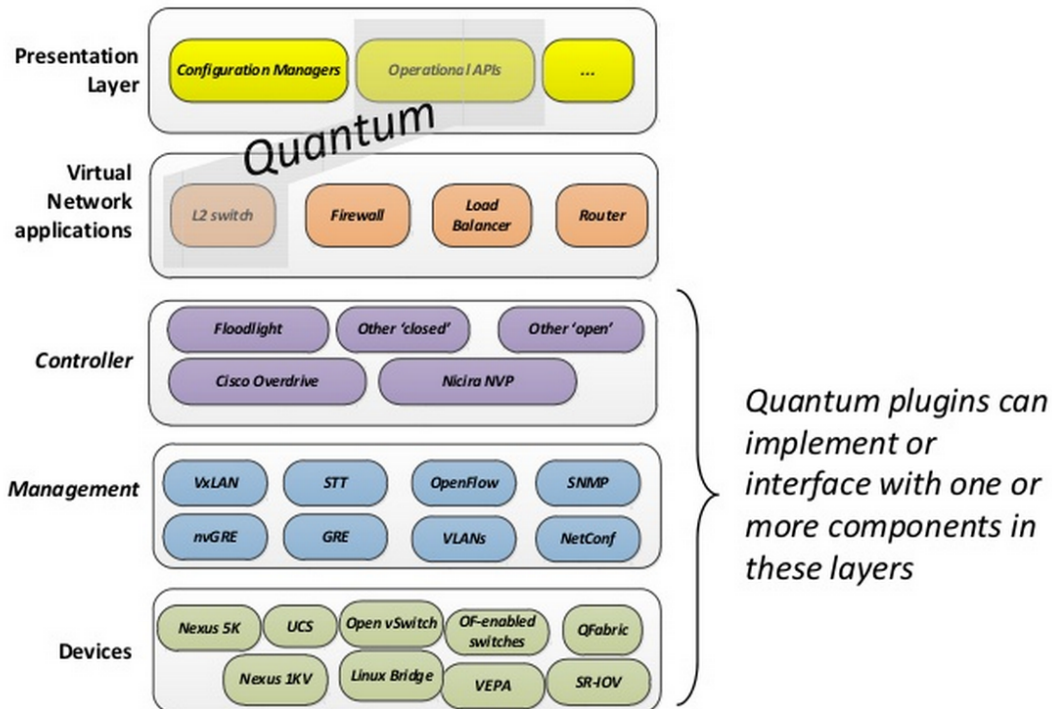 Presentation
Layer
Configuration Managers
Operational APIs
...
Quantum
Virtual
Network
applications
L2 switch
Firewall
Load
Balancer
Router
Controller
Floodlight
Other ‘closed’
Other ‘open’
Cisco Overdrive
Nicira NVP
Management
VxLAN
STT
OpenFlow
SNMP
nvGRE
GRE
VLANs
NetConf
Devices
Nexus 5K
UCS
Open vSwitch
OF-enabled
switches
QFabric
Nexus 1KV
Linux Bridge
VEPA
SR-IOV
Quantum plugins can
implement or
interface with one or
more components in
these layers